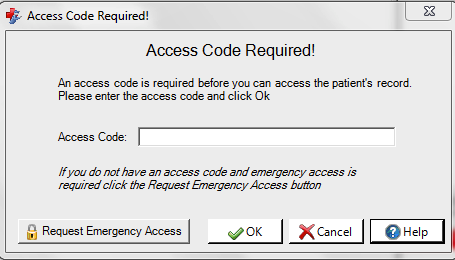 Access Code Required!
Access Code Required!
An access code is required before you can access the patient's record.
Please enter the access code and click Ok
Access Code:
If you do not have an access code and emergency access is
required click the Request Emergency Access button
Request Emergency Access OK Cancel Help